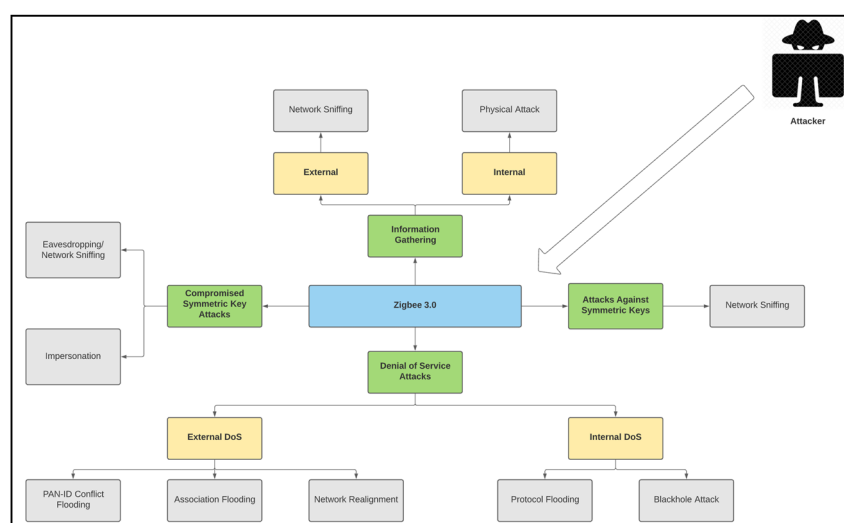 Attacker
Network Sniffing
Physical Attack
External
Internal
Information
Gathering
Eavesdropping/
Network Sniffing
Compromised
Symmetric Key
Attacks
Zigbee 3.0
Attacks Against
Symmetric Keys
Network Sniffing
Impersonation
Denial of Service
Attacks
External DoS
Internal DoS
PAN-ID Conflict
Flooding
Association Flooding
Network Realignment
Protocol Flooding
Blackhole Attack